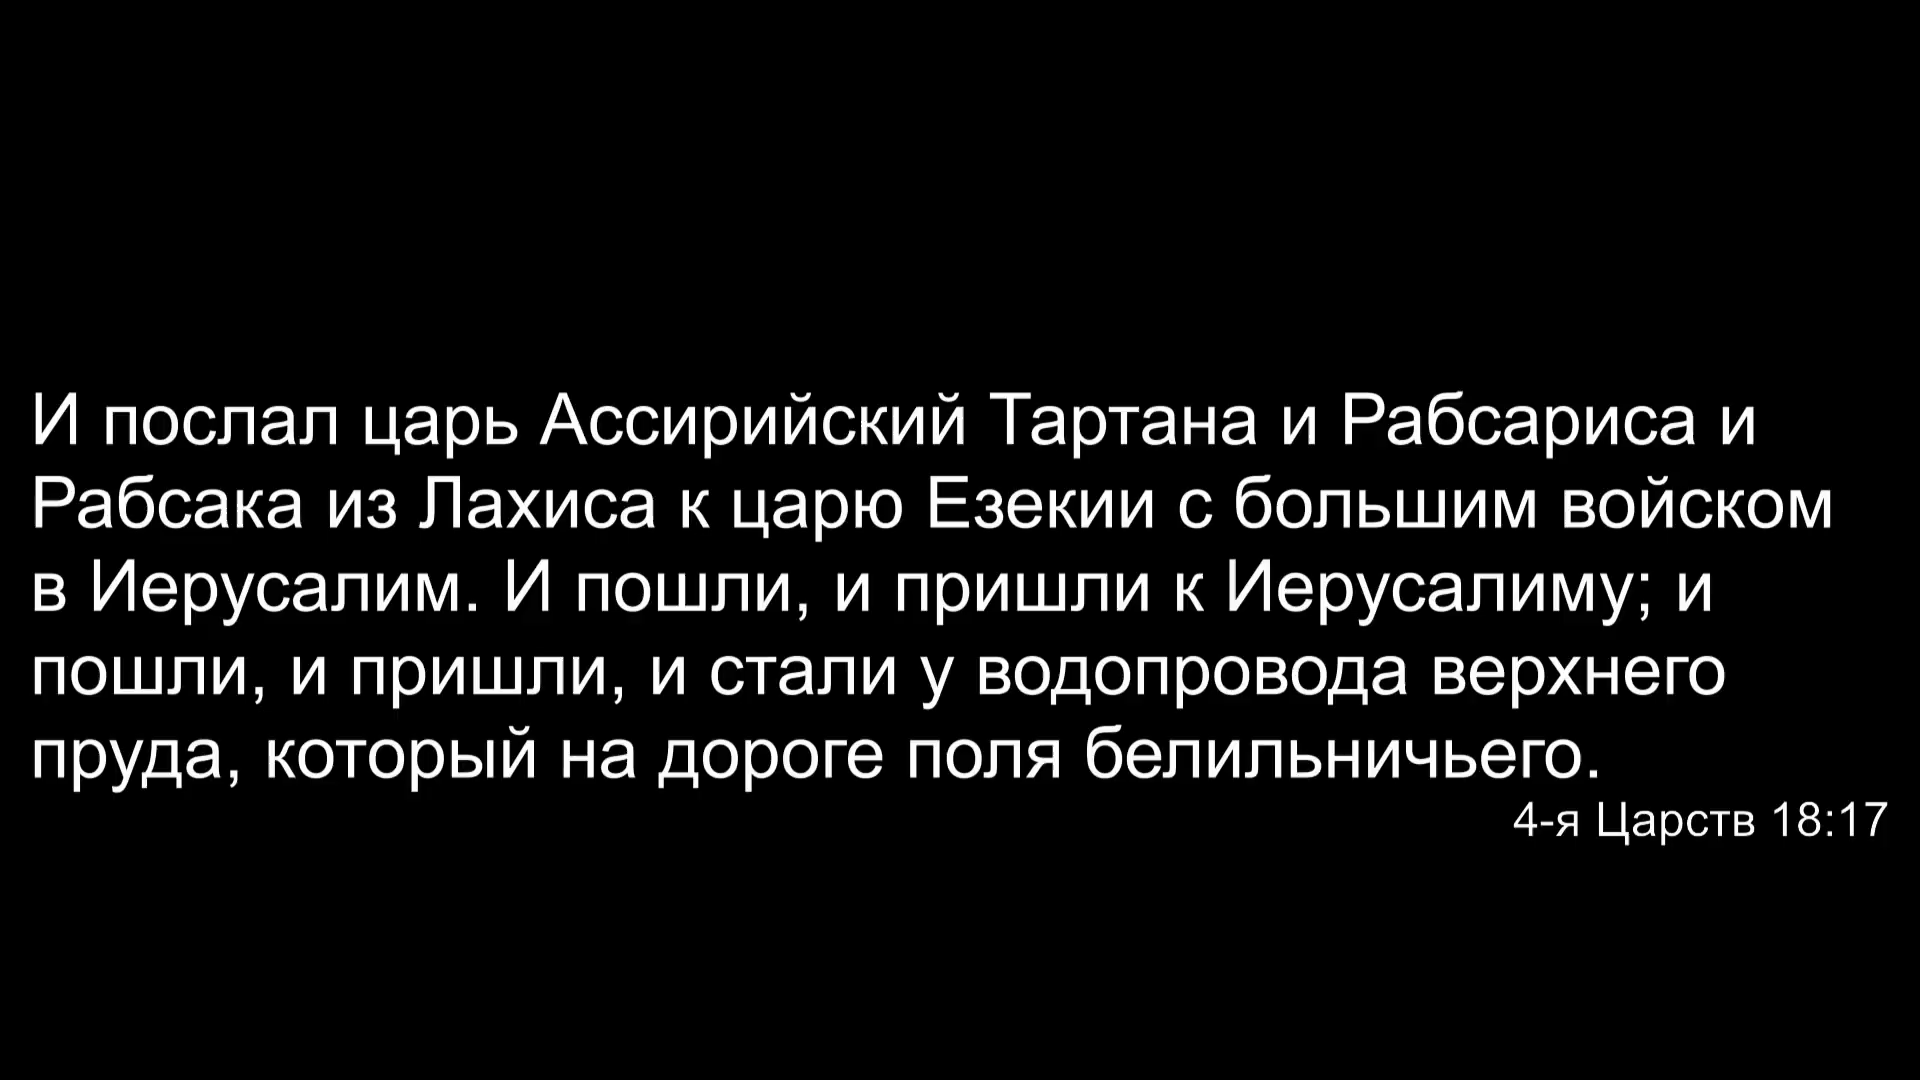 И послал царь Ассирийский Тартана и Рабсариса и
Рабсака из Лахиса к царю Езекии с большим войском
в Иерусалим. И пошли, и пришли к Иерусалиму; и
пошли, и пришли, и стали у водопровода верхнего
пруда, который на дороге поля белильничьего.
4-я Царств 18:17